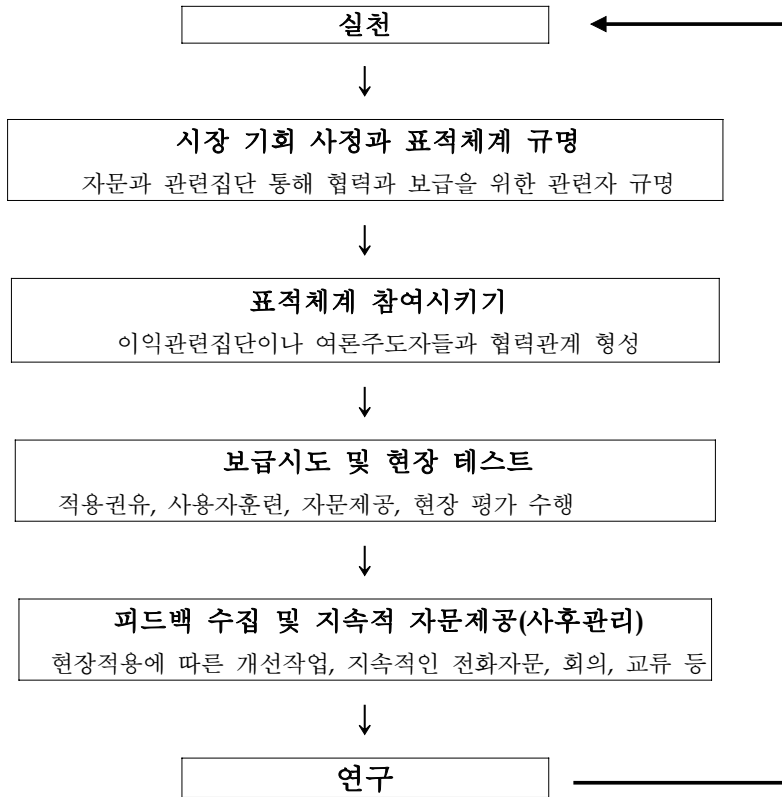 실천
시장 기회 사정과 표적체계 규명
자문과 관련집단 통해 협력과 보급을 위한 관련자 규명
표적체계 참여시키기
이익관련집단이나 여론주도자들과 협력관계 형성
보급시도 및 현장 테스트
적용권유, 사용자훈련, 자문제공, 현장 평가 수행
피드백 수집 및 지속적 자문제공(사후관리)
현장적용에 따른 개선작업, 지속적인 전화자문, 회의, 교류 등
연구